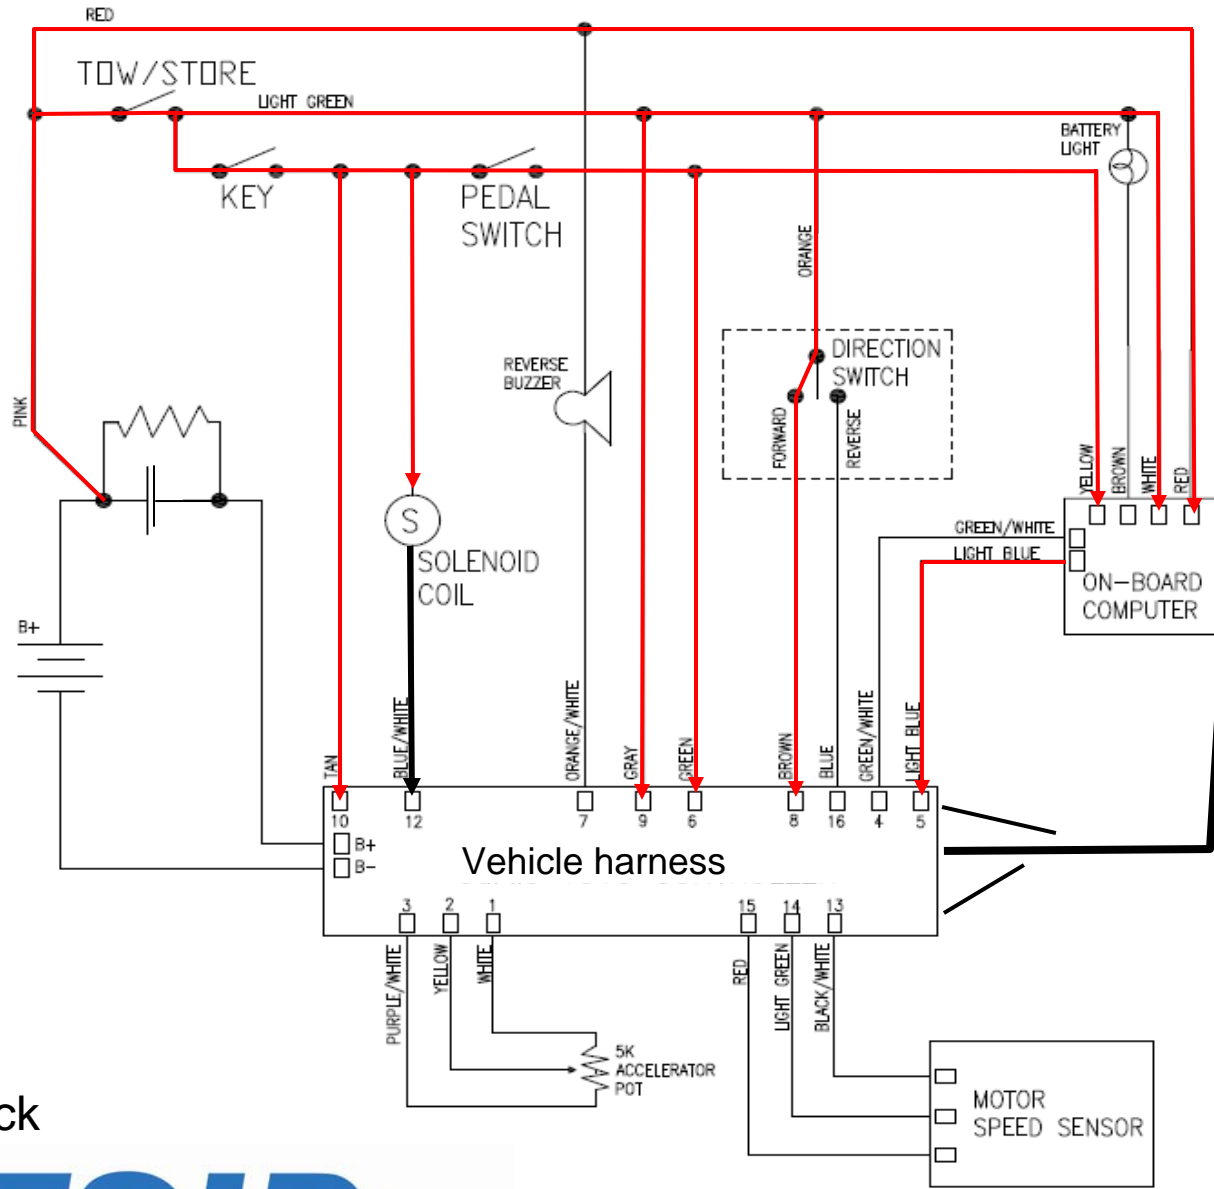 RED
TOW/STORE
LIGHT GREEN
BATTERY
LIGHT
KEY
PEDAL
SWITCH
ORANGE
REVERSE
BUZZER
DIRECTION
SWITCH
FORWARD
REVERSE
PINK
YELLOW
BROWN
WHITE
RED
S
SOLENOID
COIL
GREEN/WHITE
LIGHT BLUE
ON-BOARD
COMPUTER
B+
TAN
BLUE/WHITE
ORANGE/WHITE
GRAY
GREEN
BROWN
BLUE
GREEN/WHITE
LIGHT BLUE
10
12
7
9
6
8
16
4
5
B+
B-
Vehicle harness
3
2
1
15
14
13
PURPLE/WHITE
YELLOW
WHITE
RED
LIGHT GREEN
BLACK/WHITE
5K
ACCELERATOR
POT
MOTOR
SPEED SENSOR
ck